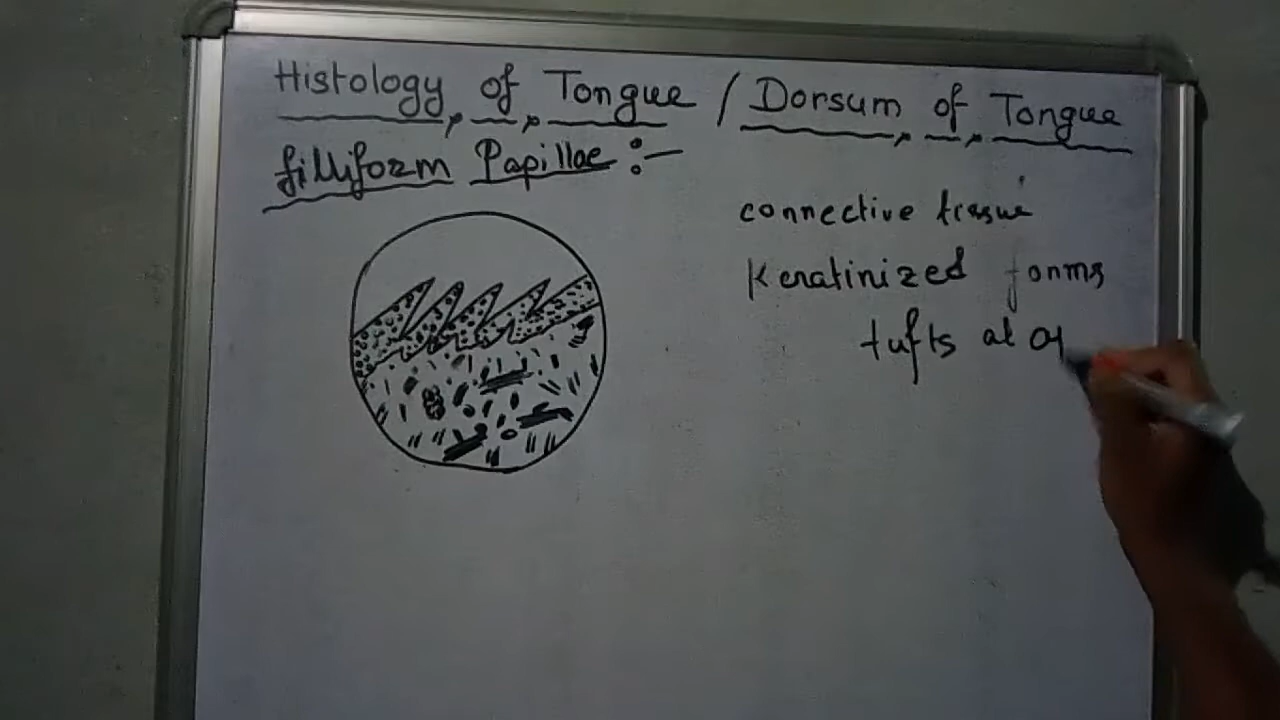 Histology of Tongue / Dorsum of Tongue
filliform Papillae :-
connective tissue
Keratinized forms
tufts at